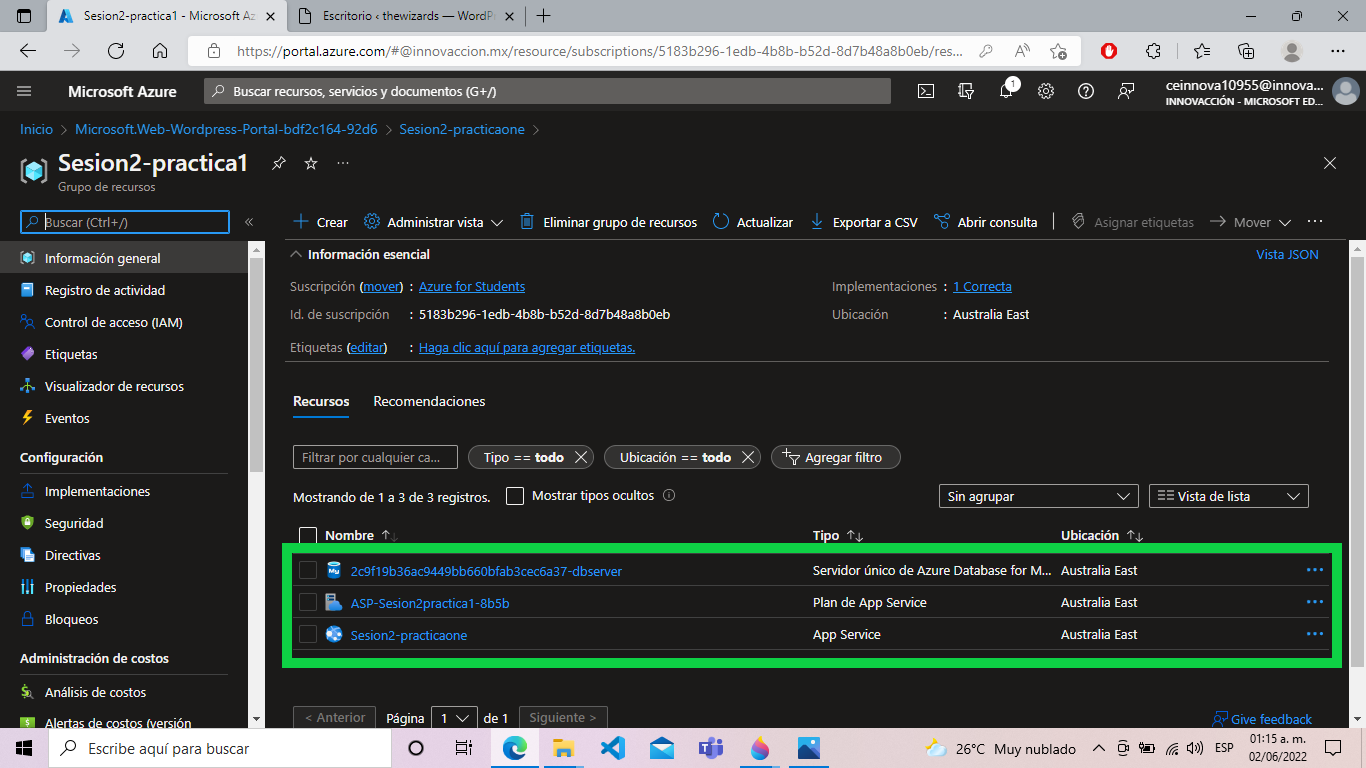 Sesion2-practica1 - Microsoft Az
Escritorio ‹ thewizards — WordP
https://portal.azure.com/#@innovaccion.mx/resource/subscriptions/5183b296-1edb-4b8b-b52d-8d7b48a8b0eb/res...
Microsoft Azure
Buscar recursos, servicios y documentos (G+/)
1
ceinnova10955@innova...
INNOVACCIÓN - MICROSOFT ED...
Inicio > Microsoft.Web-Wordpress-Portal-bdf2c164-92d6 > Sesion2-practicaone >
Sesion2-practica1
Grupo de recursos
Buscar (Ctrl+/)
Información general
Registro de actividad
Control de acceso (IAM)
Etiquetas
Visualizador de recursos
Eventos
Configuración
Implementaciones
Seguridad
Directivas
Propiedades
Bloqueos
Administración de costos
Análisis de costos
Alertas de costos (versión
Crear Administrar vista Eliminar grupo de recursos Actualizar Exportar a CSV Abrir consulta Asignar etiquetas Mover
Información esencial
Vista JSON
Suscripción (mover) : Azure for Students
Implementaciones : 1 Correcta
Id. de suscripción : 5183b296-1edb-4b8b-b52d-8d7b48a8b0eb
Ubicación : Australia East
Etiquetas (editar) : Haga clic aquí para agregar etiquetas.
Recursos Recomendaciones
Filtrar por cualquier ca... Tipo == todo Ubicación == todo Agregar filtro
Mostrando de 1 a 3 de 3 registros. Mostrar tipos ocultos
Sin agrupar Vista de lista
Nombre Tipo Ubicación
2c9f19b36ac9449bb660bfab3cec6a37-dbserver Servidor único de Azure Database for M... Australia East
ASP-Sesion2practica1-8b5b Plan de App Service Australia East
Sesion2-practicaone App Service Australia East
< Anterior Página 1 de 1 Siguiente >
Give feedback
Escribe aquí para buscar
26°C Muy nublado
ESP
01:15 a. m.
02/06/2022